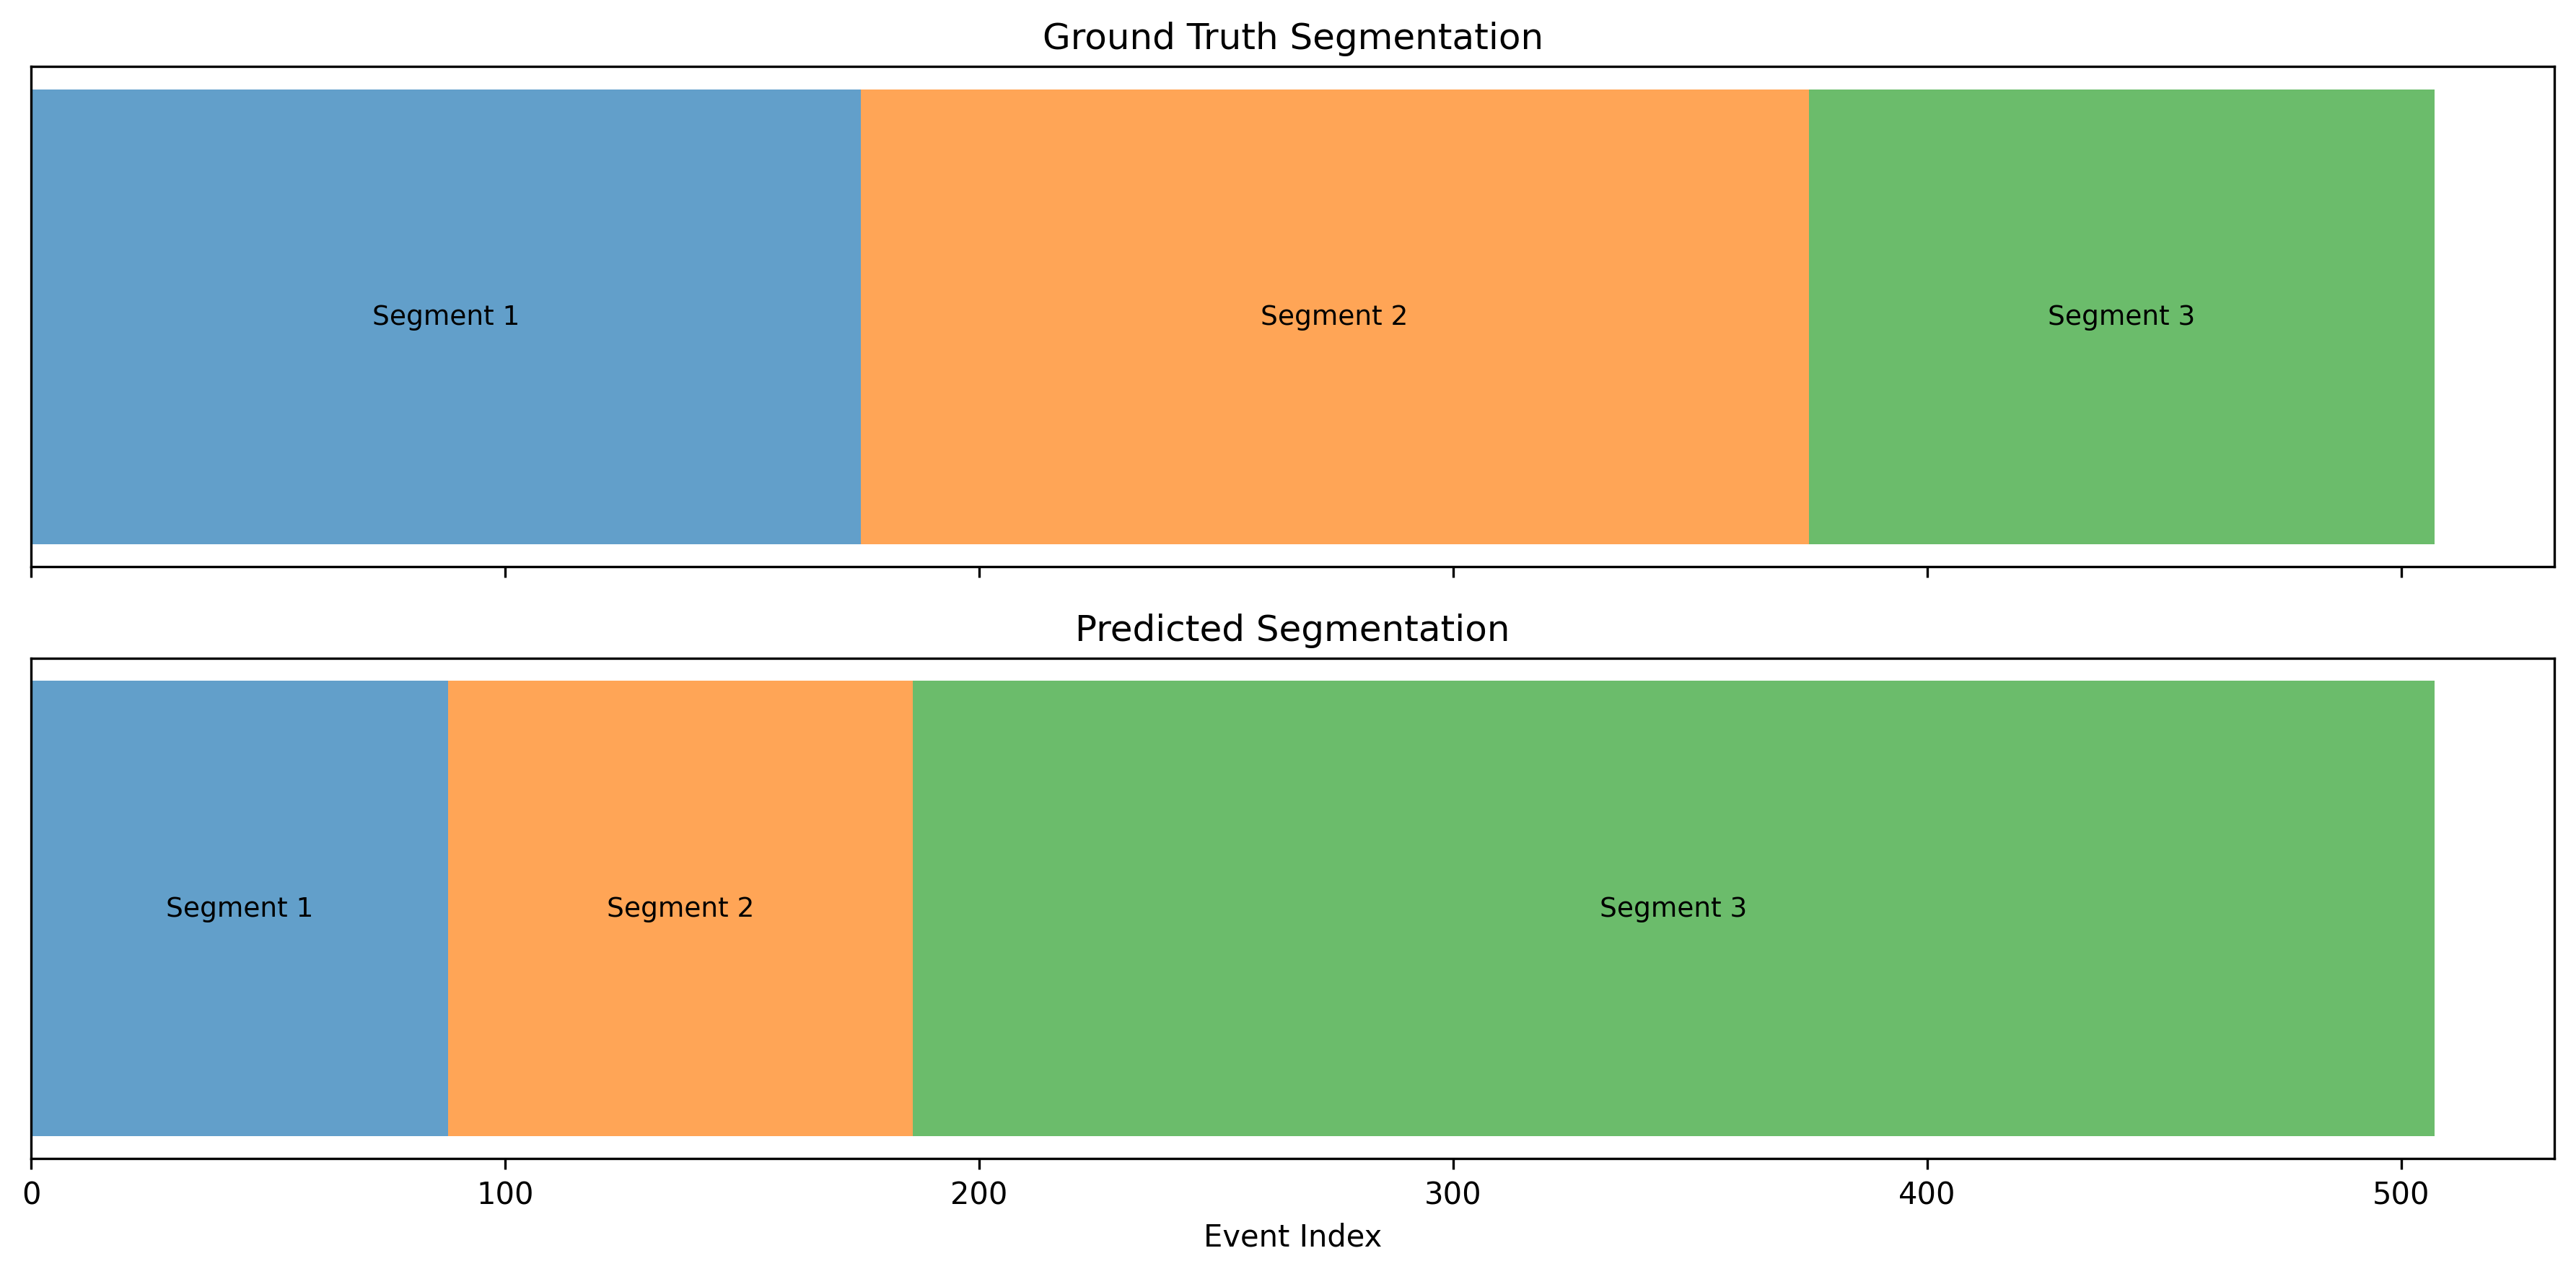 Ground Truth Segmentation
Segment 1 Segment 2 Segment 3
Predicted Segmentation
Segment 1 Segment 2 Segment 3
0 100 200 300 400 500
Event Index